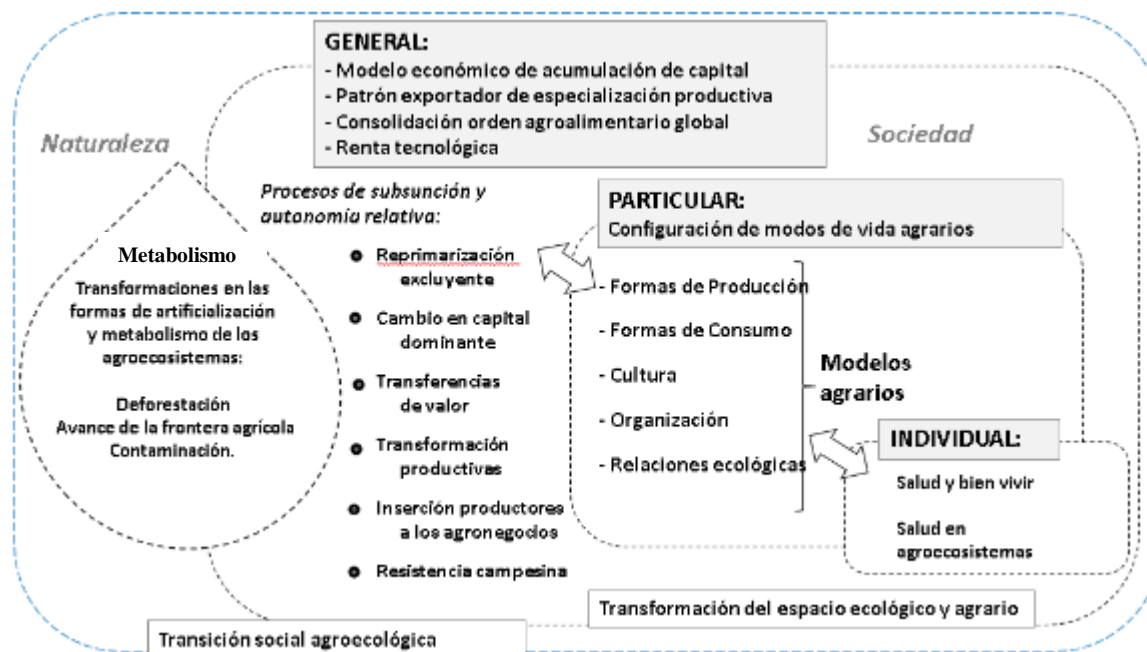 GENERAL:
- Modelo económico de acumulación de capital
- Patrón exportador de especialización productiva
- Consolidación orden agroalimentario global
- Renta tecnológica
Naturaleza
Sociedad
Procesos de subsunción y
autonomía relativa:
Reprimarización
excluyente
Cambio en capital
dominante
Transferencias
de valor
Transformación
productivas
Inserción productores
a los agronegocios
Resistencia campesina
Metabolismo
Transformaciones en las
formas de artificialización
y metabolismo de los
agroecosistemas:
Deforestación
Avance de la frontera agrícola
Contaminación.
PARTICULAR:
Configuración de modos de vida agrarios
- Formas de Producción
- Formas de Consumo
- Cultura
- Organización
- Relaciones ecológicas
Modelos
agrarios
INDIVIDUAL:
Salud y bien vivir
Salud en
agroecosistemas
Transformación del espacio ecológico y agrario
Transición social agroecológica